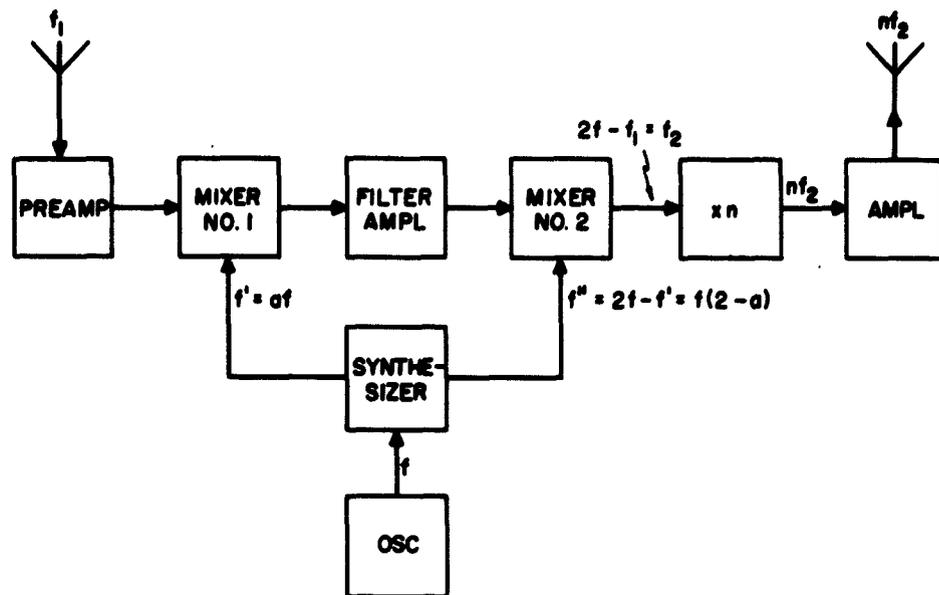 f₁
nf₂
2f - f₁ = f₂
PREAMP
MIXER
NO. 1
FILTER
AMPL
MIXER
NO. 2
xn
nf₂
AMPL
f' = af
f" = 2f - f' = f(2-a)
SYNTHE-
SIZER
f
OSC